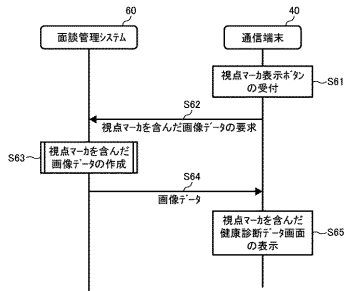 60
面談管理システム
40
通信端末
視点マーカ表示ボタン
の受付
S61
S62
視点マーカを含んだ画像データの要求
S63
視点マーカを含んだ
画像データの作成
S64
画像データ
視点マーカを含んだ
健康診断データ画面
の表示
S65